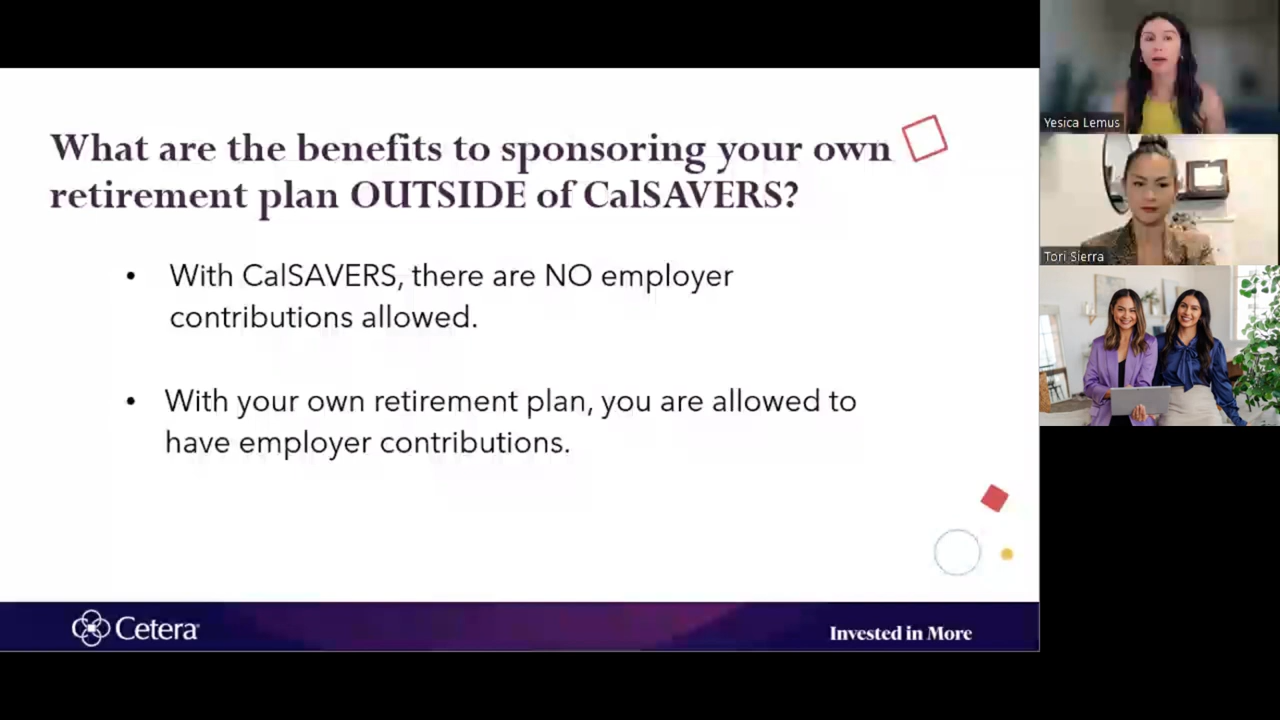 What are the benefits to sponsoring your own
retirement plan OUTSIDE of CalSAVERS?
• With CalSAVERS, there are NO employer
contributions allowed.
• With your own retirement plan, you are allowed to
have employer contributions.
Cetera®
Invested in More
Yesica Lemus
Tori Sierra